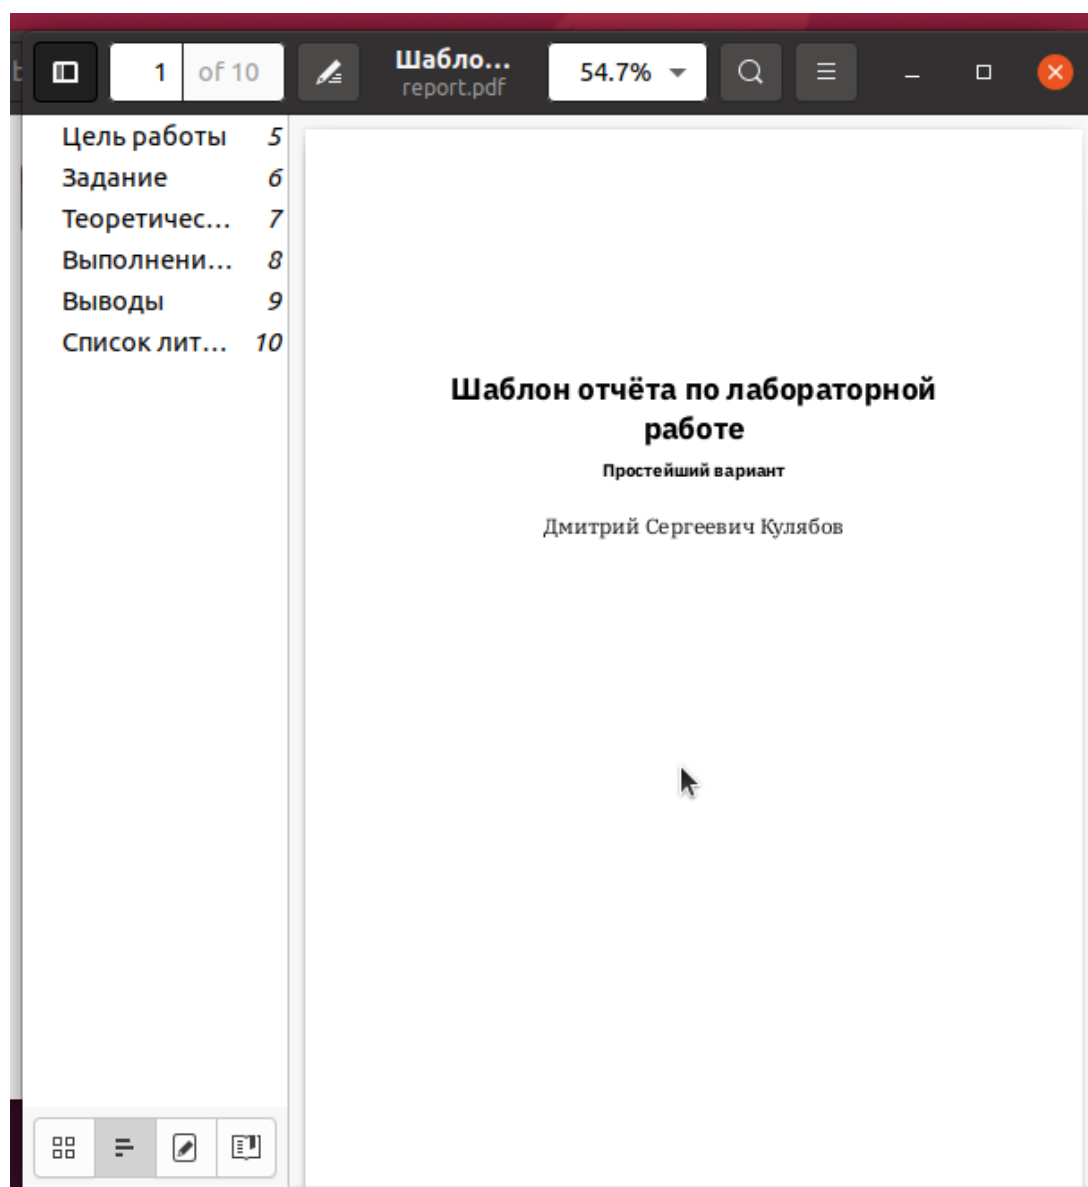 1 of 10
Шабло...
report.pdf
54.7%
Цель работы 5
Задание 6
Теоретичес... 7
Выполнени... 8
Выводы 9
Список лит... 10
Шаблон отчёта по лабораторной
работе
Простейший вариант
Дмитрий Сергеевич Кулябов